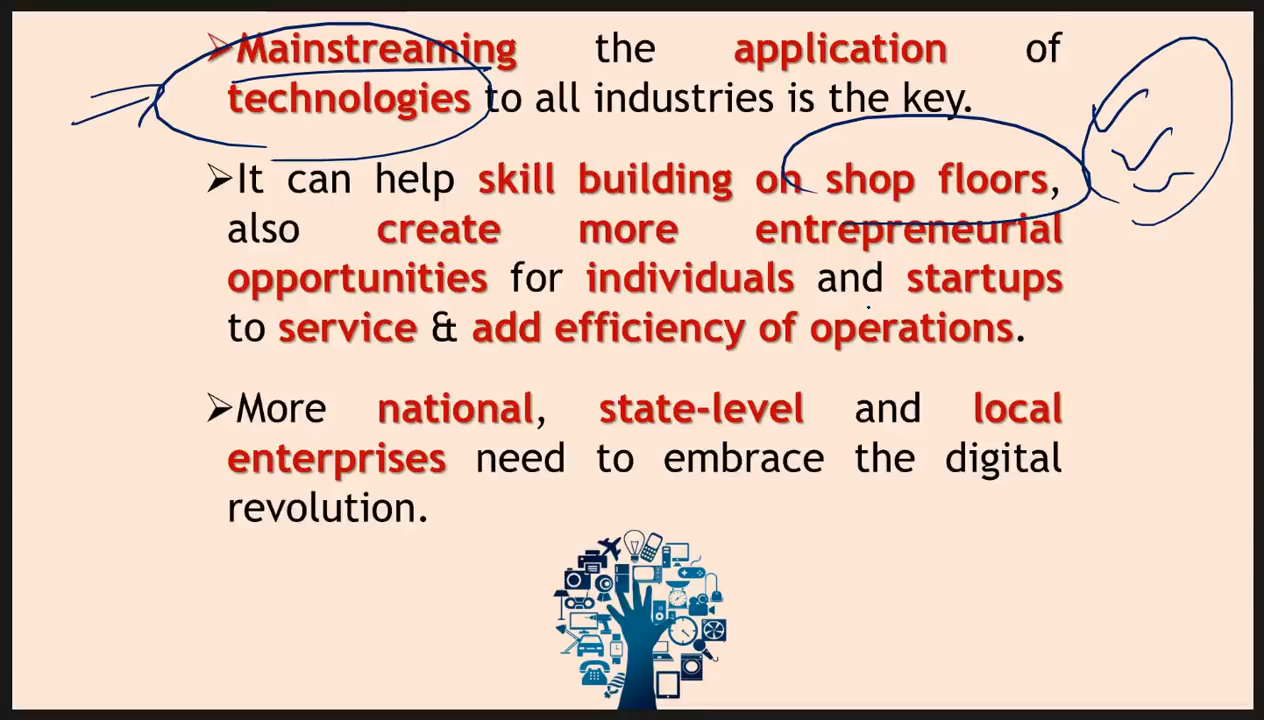 ➢Mainstreaming the application of
technologies to all industries is the key.
➢It can help skill building on shop floors,
also create more entrepreneurial
opportunities for individuals and startups
to service & add efficiency of operations.
➢More national, state-level and local
enterprises need to embrace the digital
revolution.